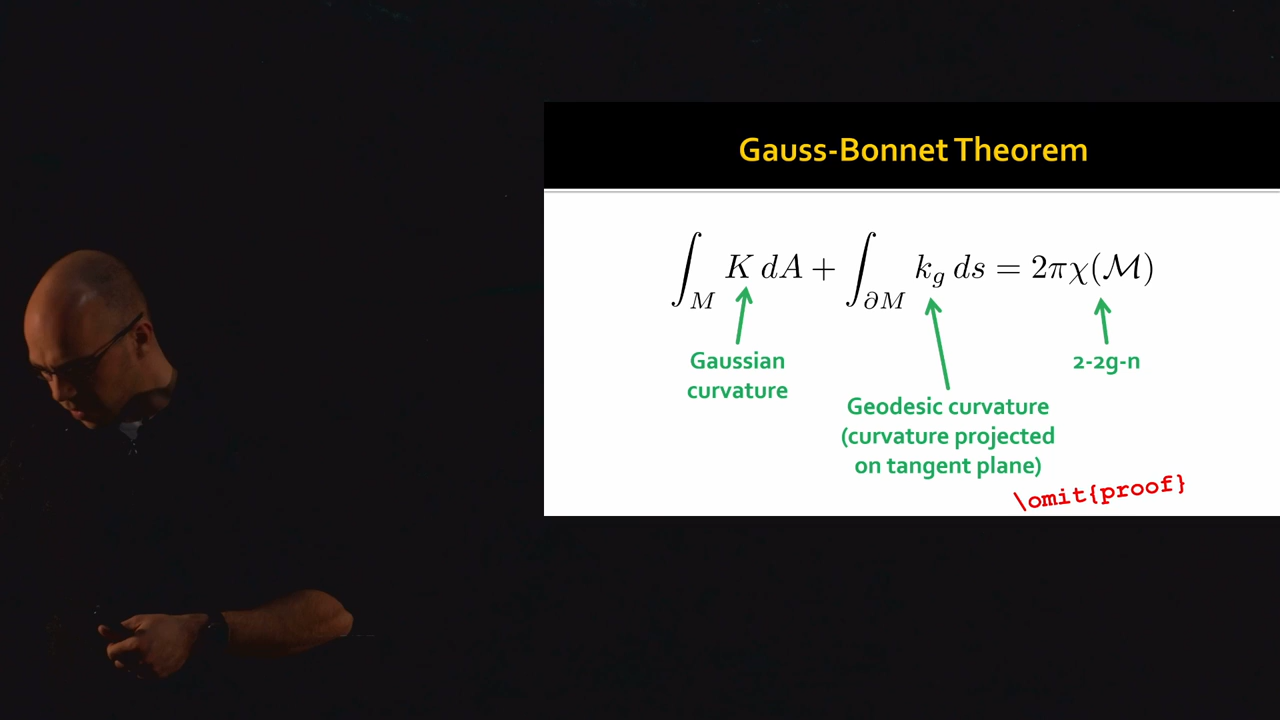 Gauss-Bonnet Theorem
∫_M K dA + ∫_∂M k_g ds = 2πχ(ℳ)
Gaussian
curvature
2-2g-n
Geodesic curvature
(curvature projected
on tangent plane)
\omit{proof}